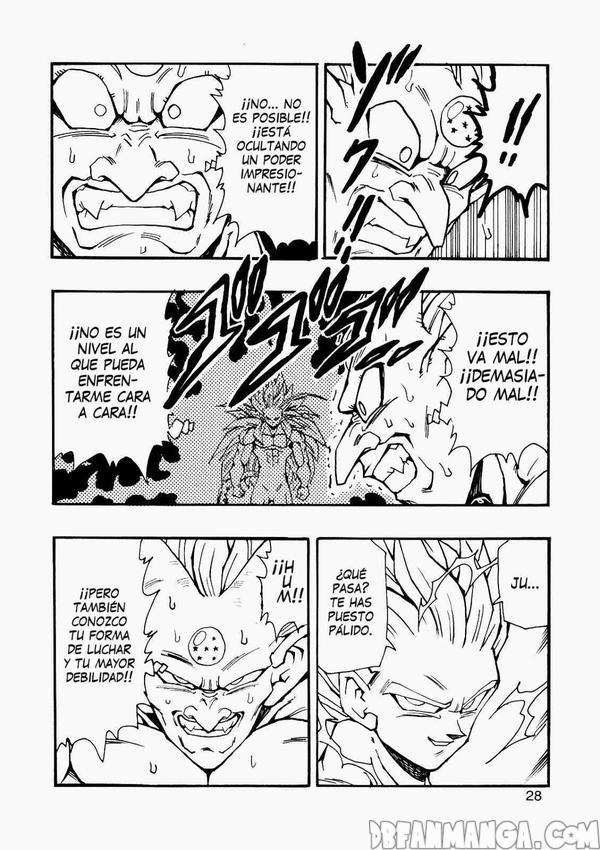 ¡¡NO... NO
ES POSIBLE!!
¡¡ESTÁ
OCULTANDO
UN PODER
IMPRESIO-
NANTE!!
¡¡ESTO
VA MAL!!
¡¡DEMASIA-
DO MAL!!
¡¡NO ES UN
NIVEL AL
QUE PUEDA
ENFREN-
TARME CARA
A CARA!!
JU...
¿QUÉ
PASA?
TE HAS
PUESTO
PÁLIDO.
¡¡HUM!!
¡¡PERO
TAMBIÉN
CONOZCO
TU FORMA
DE LUCHAR
Y TU MAYOR
DEBILIDAD!!
28
DBFANMANGA.COM